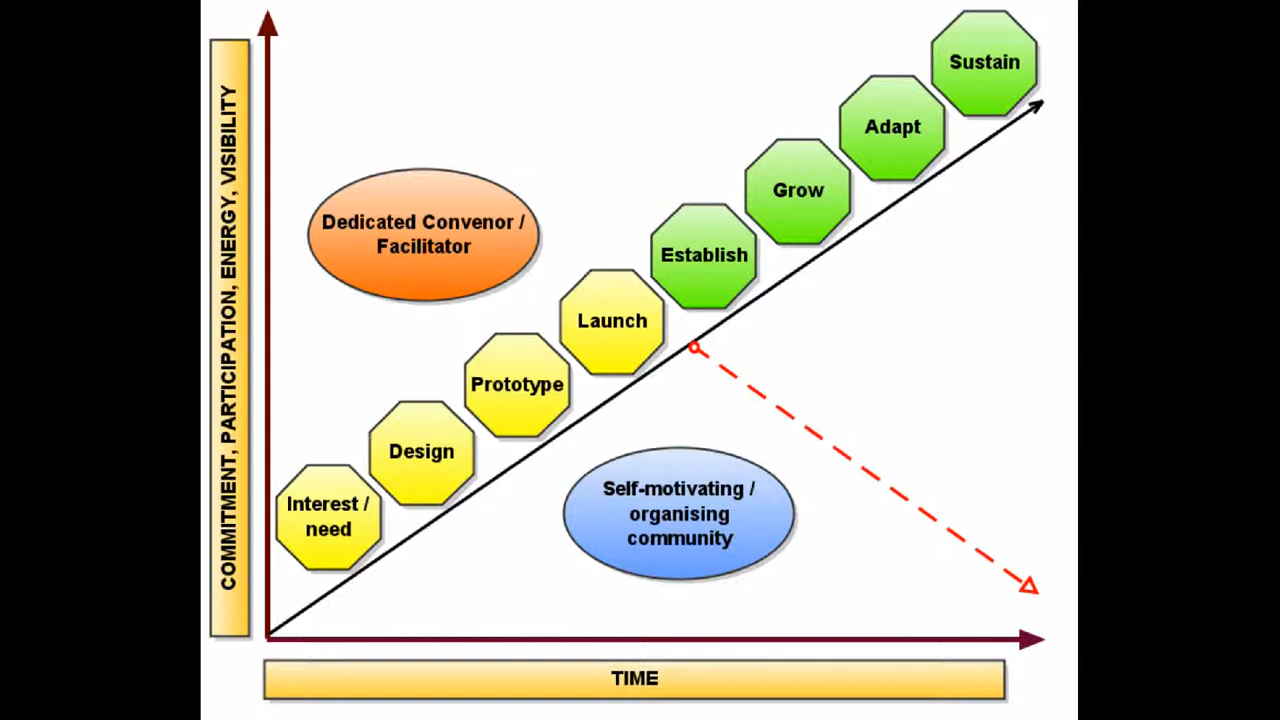 COMMITMENT, PARTICIPATION, ENERGY, VISIBILITY
Sustain
Adapt
Grow
Establish
Launch
Prototype
Design
Interest /
need
Dedicated Convenor /
Facilitator
Self-motivating /
organising
community
TIME